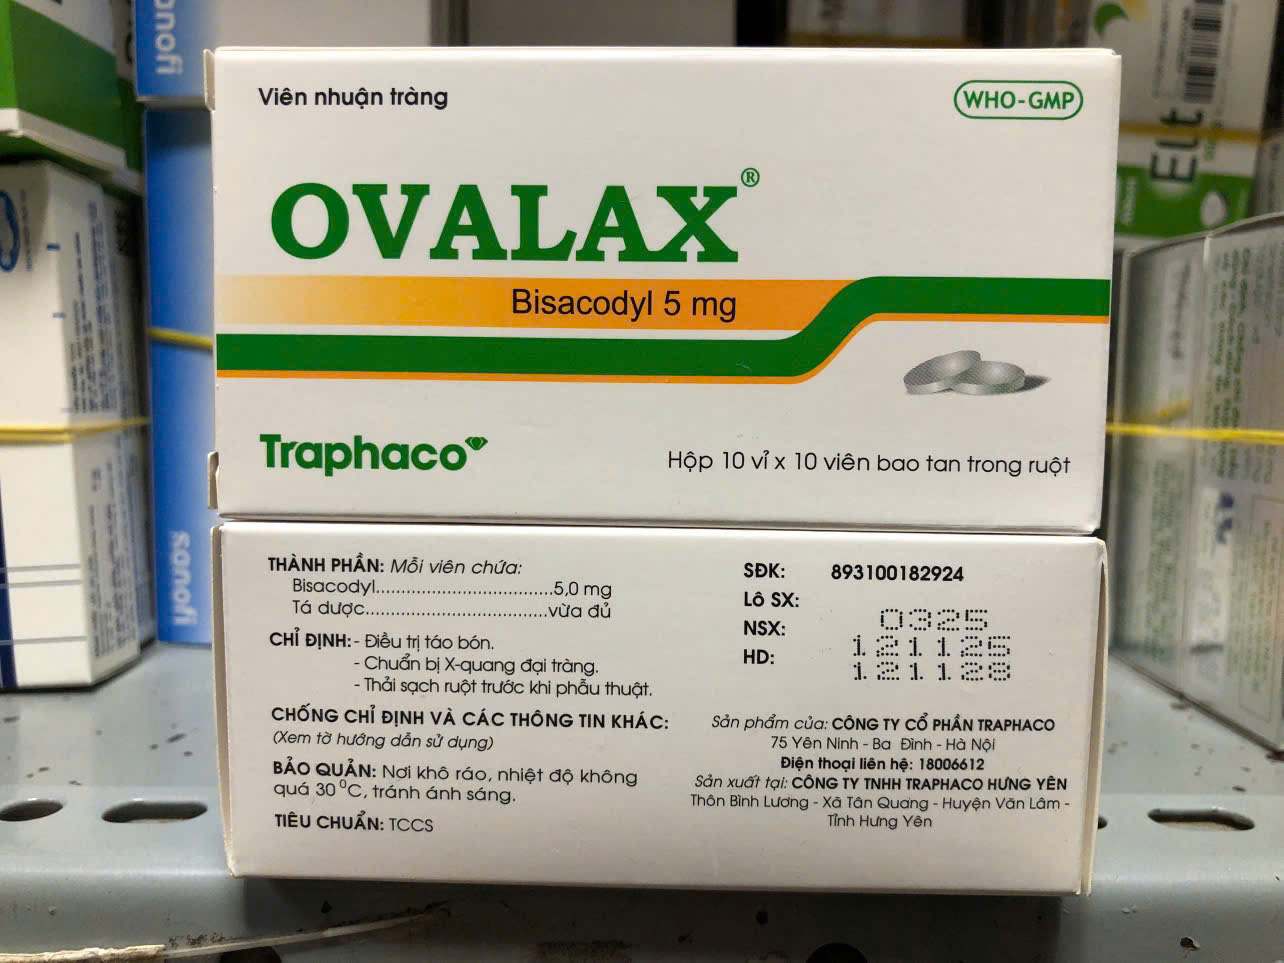 sanofi
Viên nhuận tràng
WHO-GMP
OVALAX®
Bisacodyl 5 mg
Traphaco
Hộp 10 vỉ x 10 viên bao tan trong ruột
Elt
sanofi
THÀNH PHẦN: Mỗi viên chứa:
Bisacodyl..................................5,0 mg
Tá dược...................................vừa đủ
CHỈ ĐỊNH: - Điều trị táo bón.
- Chuẩn bị X-quang đại tràng.
- Thải sạch ruột trước khi phẫu thuật.
CHỐNG CHỈ ĐỊNH VÀ CÁC THÔNG TIN KHÁC:
(Xem tờ hướng dẫn sử dụng)
BẢO QUẢN: Nơi khô ráo, nhiệt độ không
quá 30 ⁰C, tránh ánh sáng.
TIÊU CHUẨN: TCCS
SĐK: 893100182924
Lô SX: 0325
NSX: 121125
HD: 121128
Sản phẩm của: CÔNG TY CỔ PHẦN TRAPHACO
75 Yên Ninh - Ba Đình - Hà Nội
Điện thoại liên hệ: 18006612
Sản xuất tại: CÔNG TY TNHH TRAPHACO HƯNG YÊN
Thôn Bình Lương - Xã Tân Quang - Huyện Văn Lâm -
Tỉnh Hưng Yên